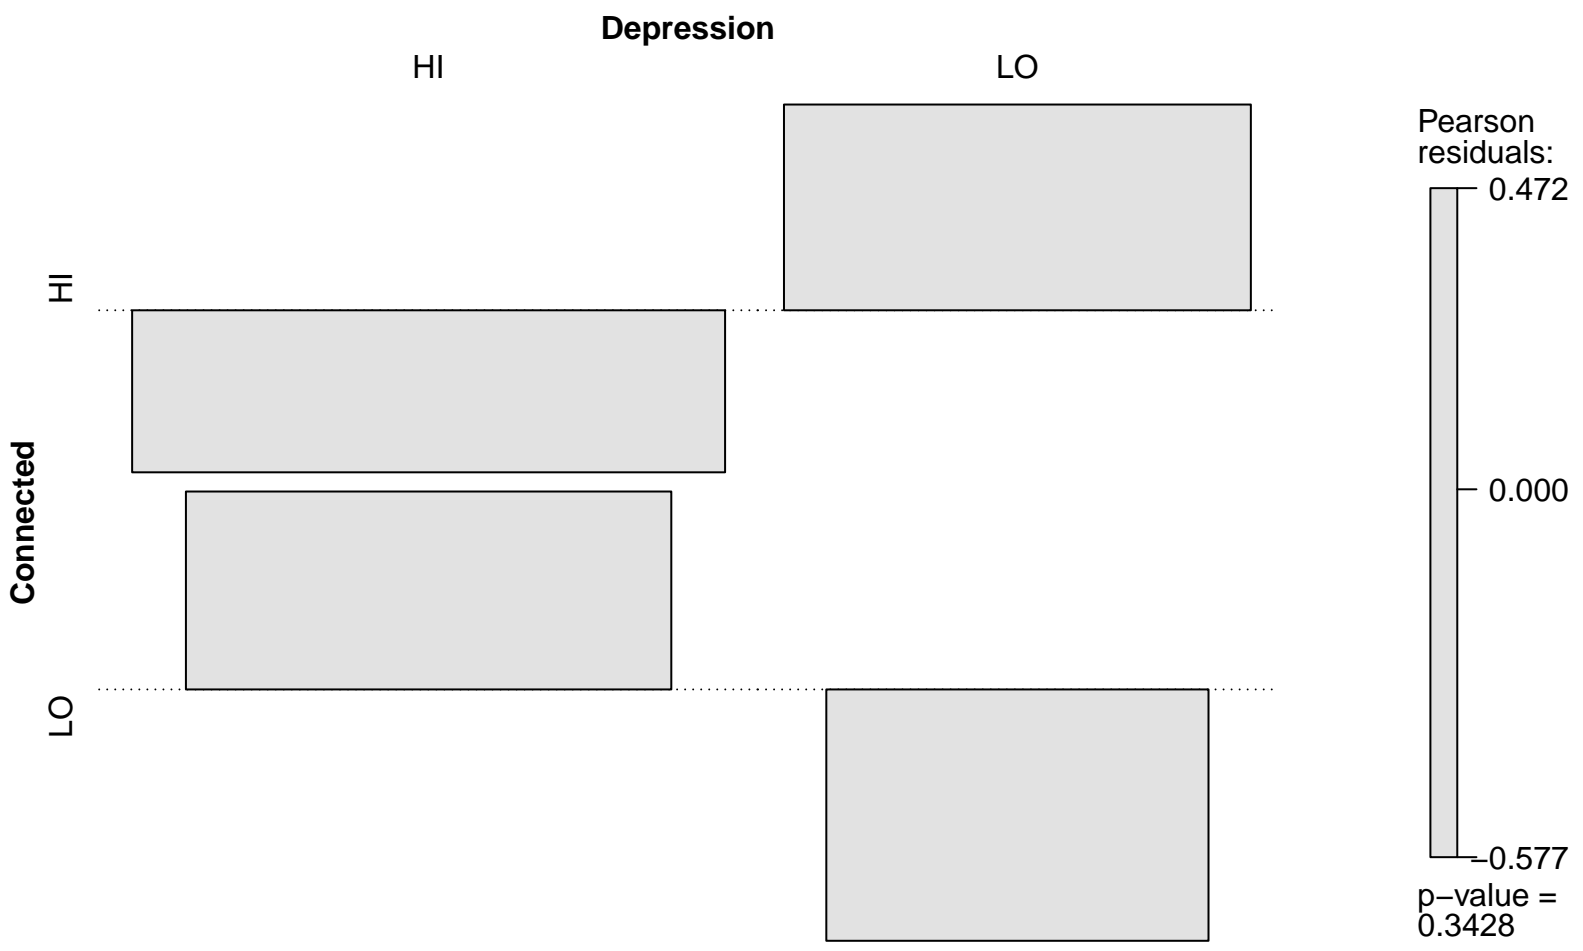 Depression
HI
LO
Connected
HI
LO
Pearson
residuals:
0.472
0.000
−0.577
p−value =
0.3428